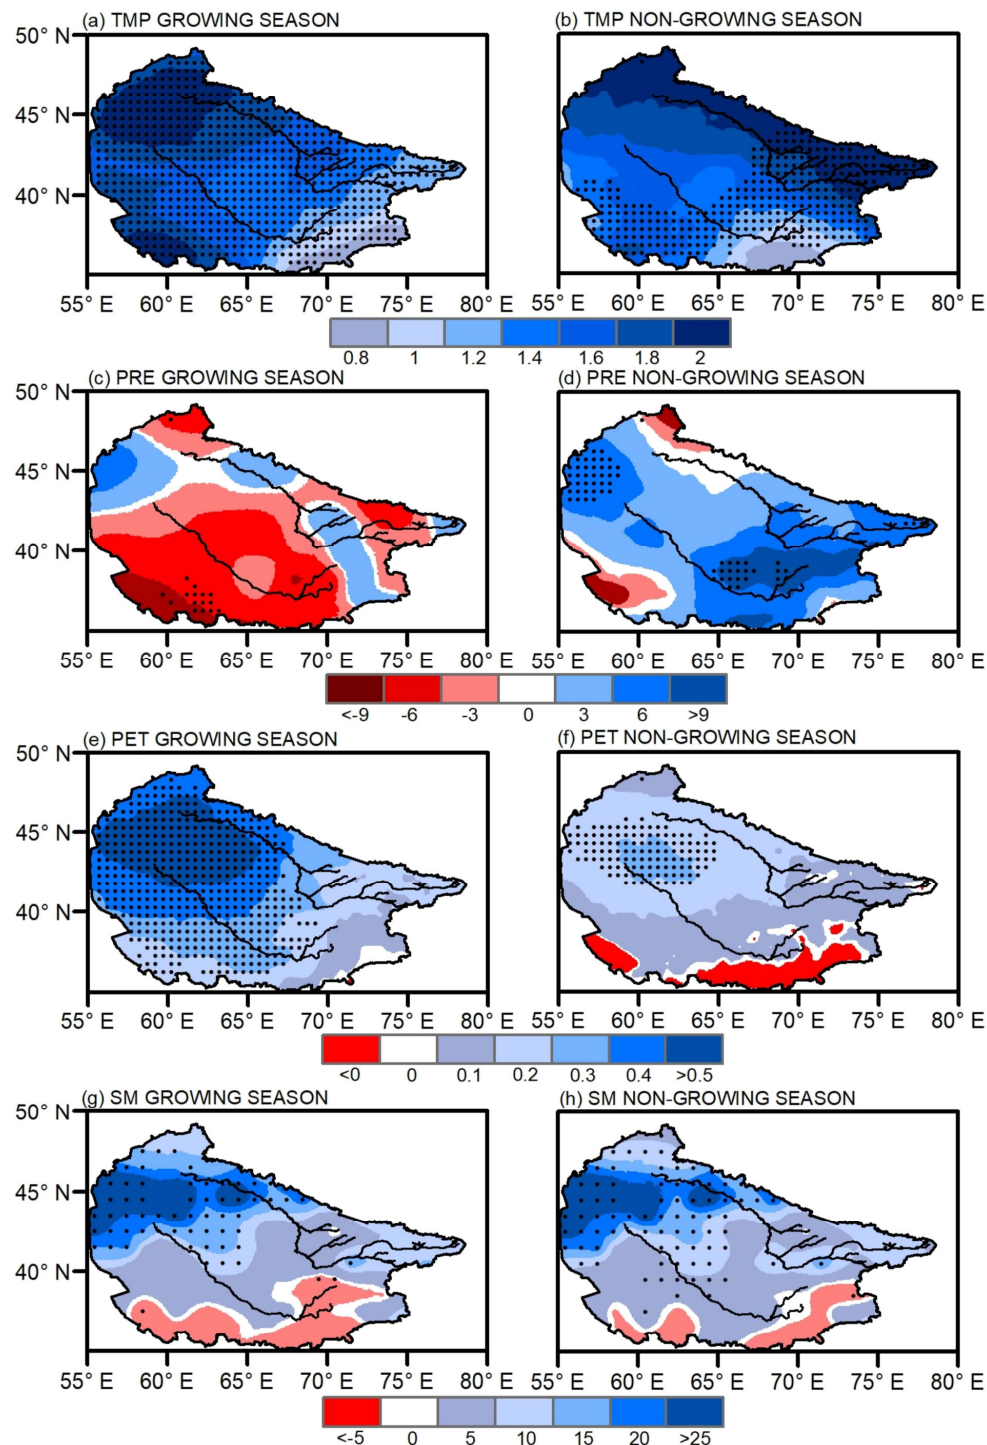 (a) TMP GROWING SEASON (b) TMP NON-GROWING SEASON
50° N
45° N
40° N
55° E 60° E 65° E 70° E 75° E 80° E 55° E 60° E 65° E 70° E 75° E 80° E
0.8 1 1.2 1.4 1.6 1.8 2
(c) PRE GROWING SEASON (d) PRE NON-GROWING SEASON
50° N
45° N
40° N
55° E 60° E 65° E 70° E 75° E 80° E 55° E 60° E 65° E 70° E 75° E 80° E
<-9 -6 -3 0 3 6 >9
(e) PET GROWING SEASON (f) PET NON-GROWING SEASON
50° N
45° N
40° N
55° E 60° E 65° E 70° E 75° E 80° E 55° E 60° E 65° E 70° E 75° E 80° E
<0 0 0.1 0.2 0.3 0.4 >0.5
(g) SM GROWING SEASON (h) SM NON-GROWING SEASON
50° N
45° N
40° N
55° E 60° E 65° E 70° E 75° E 80° E 55° E 60° E 65° E 70° E 75° E 80° E
<-5 0 5 10 15 20 >25